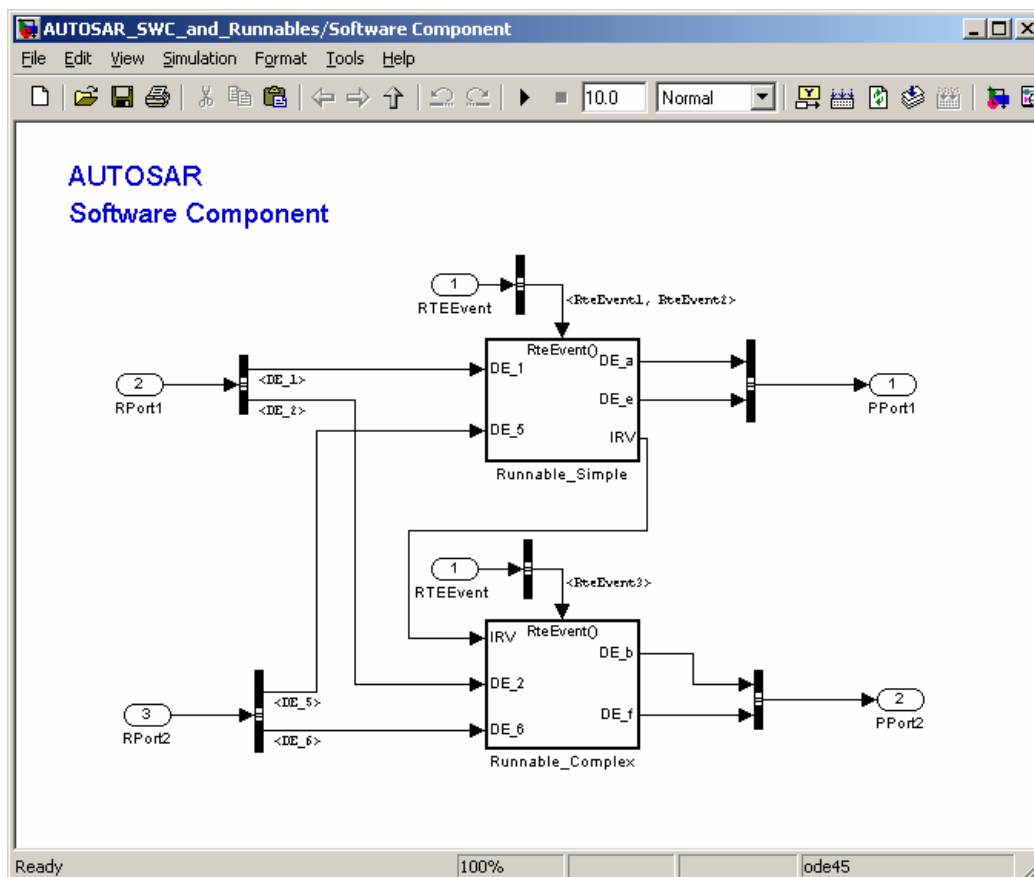 AUTOSAR_SWC_and_Runnables/Software Component
File Edit View Simulation Format Tools Help
10.0 Normal
AUTOSAR
Software Component
1
RTEEvent
<RteEvent1, RteEvent2>
RteEvent()
DE_1
DE_5
DE_a
DE_e
IRV
Runnable_Simple
2
RPort1
<DE_1>
<DE_2>
1
PPort1
1
RTEEvent
<RteEvent3>
RteEvent()
IRV
DE_2
DE_6
DE_b
DE_f
Runnable_Complex
3
RPort2
<DE_5>
<DE_6>
2
PPort2
Ready 100% ode45